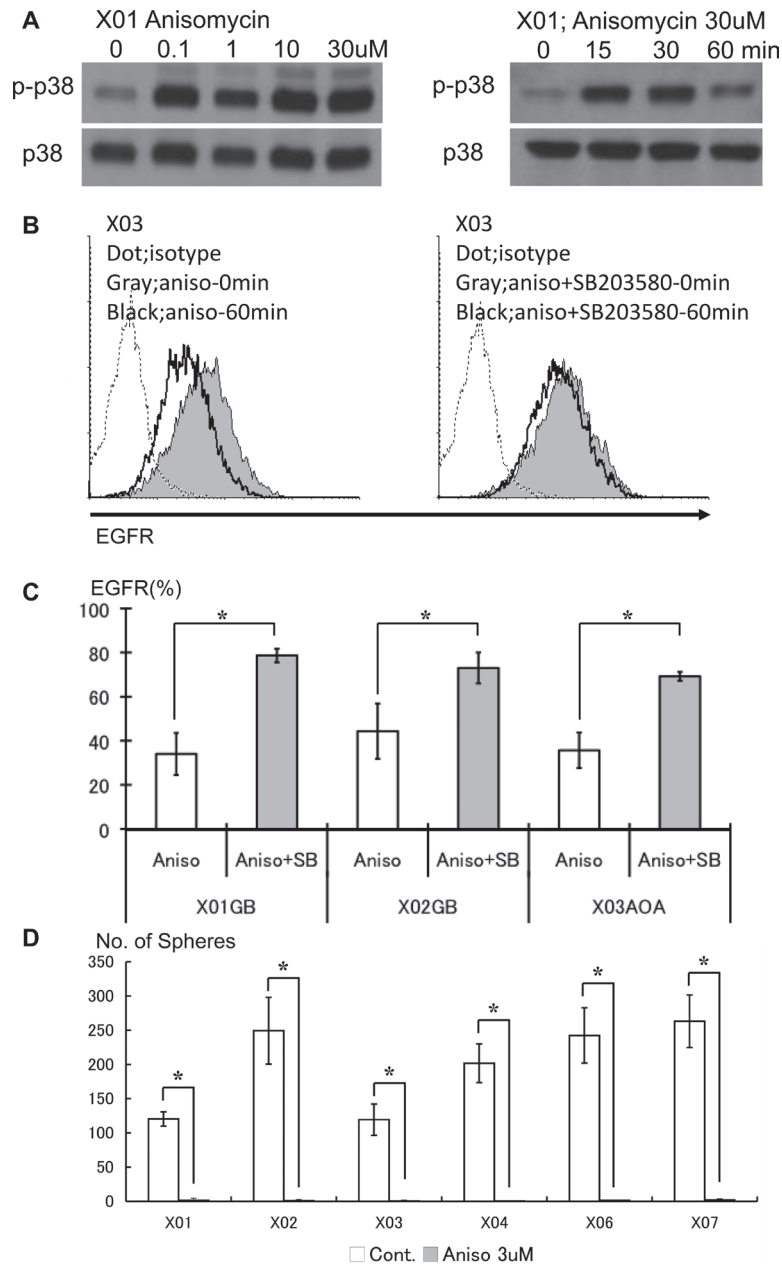 A
X01 Anisomycin
0 0.1 1 10 30uM
p-p38
p38
X01; Anisomycin 30uM
0 15 30 60 min
p-p38
p38
B
X03
Dot;isotype
Gray;aniso-0min
Black;aniso-60min
X03
Dot;isotype
Gray;aniso+SB203580-0min
Black;aniso+SB203580-60min
EGFR
C
EGFR(%)
100
80
60
40
20
0
* * *
Aniso Aniso+SB Aniso Aniso+SB Aniso Aniso+SB
X01GB X02GB X03AOA
D
No. of Spheres
350
300
250
200
150
100
50
0
* * * * * *
X01 X02 X03 X04 X06 X07
Cont. Aniso 3uM